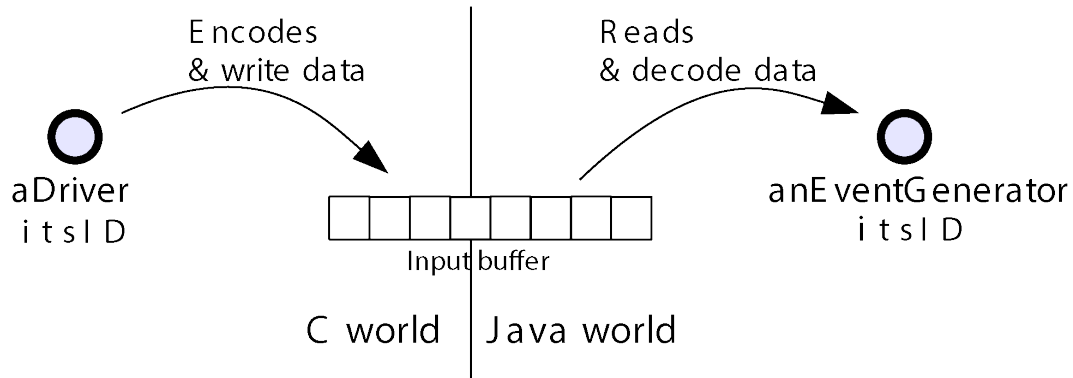 Encodes
& write data
Reads
& decode data
aDriver
itsID
anEventGenerator
itsID
Input buffer
C world
Java world